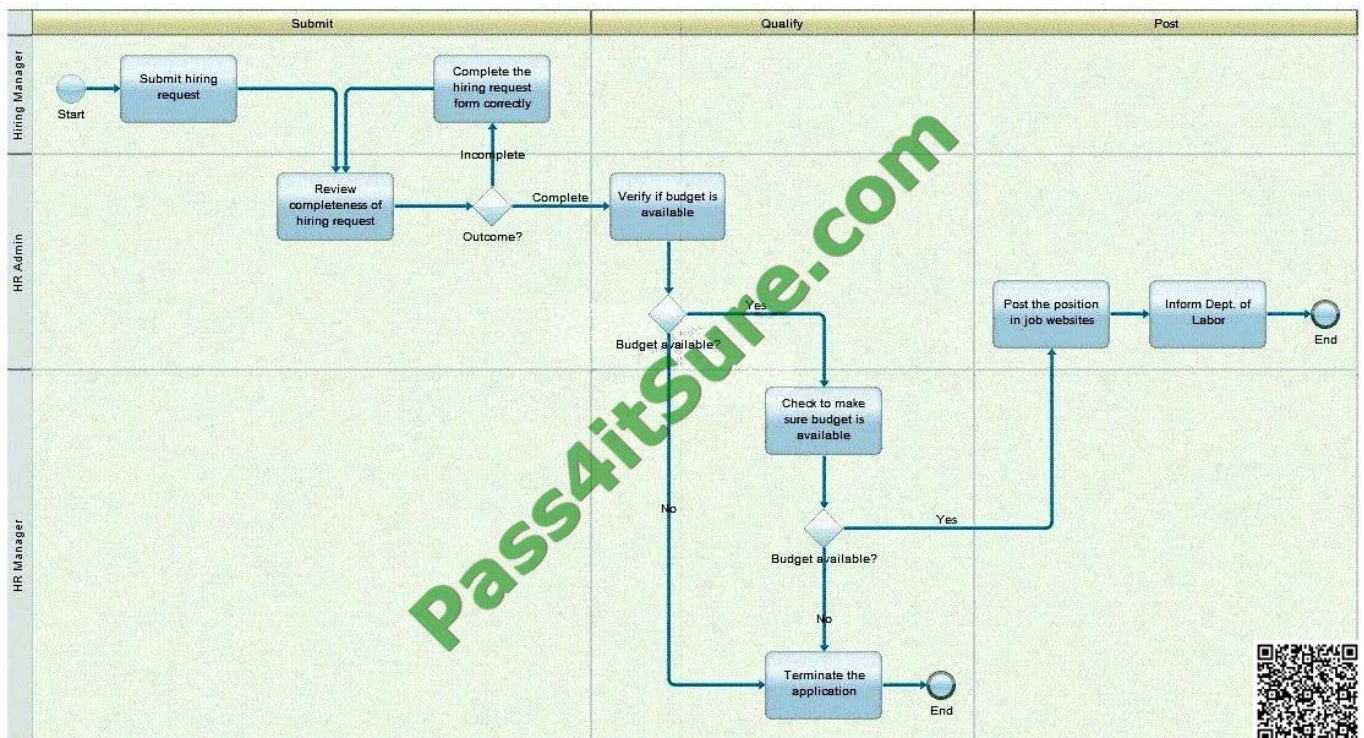 Submit
Qualify
Post
Hiring Manager
Start
Submit hiring
request
Complete the
hiring request
form correctly
Incomplete
HR Admin
Review
completeness of
hiring request
Outcome?
Complete
Verify if budget is
available
Budget available?
Yes
Post the position
in job websites
Inform Dept. of
Labor
End
HR Manager
Check to make
sure budget is
available
No
Budget available?
Yes
No
Terminate the
application
End
Pass4itSure.com